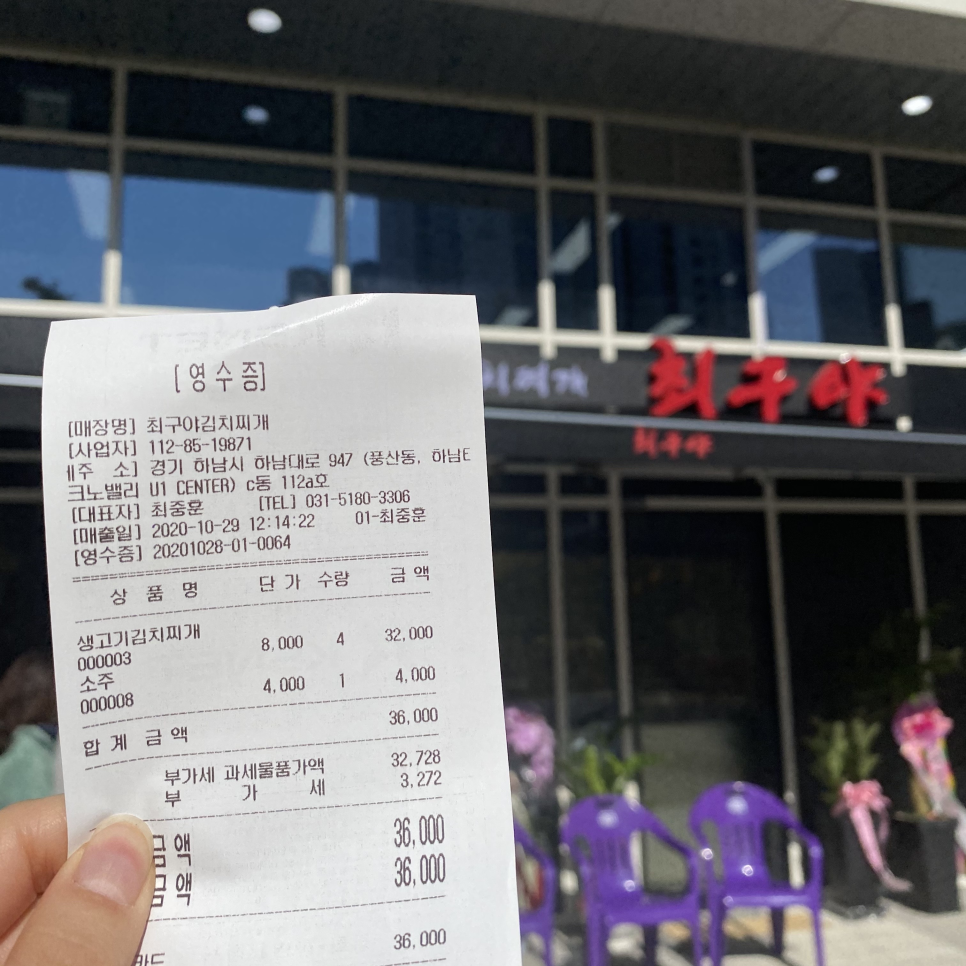 [영수증]
[매장명] 최구야김치찌개
[사업자] 112-85-19871
주 소] 경기 하남시 하남대로 947 (풍산동, 하남E
크노밸리 U1 CENTER) c동 112a호
[대표자] 최중훈 [TEL] 031-5180-3306
[매출일] 2020-10-29 12:14:22 01-최중훈
[영수증] 20201028-01-0064
상 품 명 단 가 수량 금 액
생고기김치찌개
000003 8,000 4 32,000
소주
000008 4,000 1 4,000
합 계 금 액 36,000
부가세 과세물품가액 32,728
부 가 세 3,272
금 액 36,000
금 액 36,000
카드 36,000
최구야
최구야